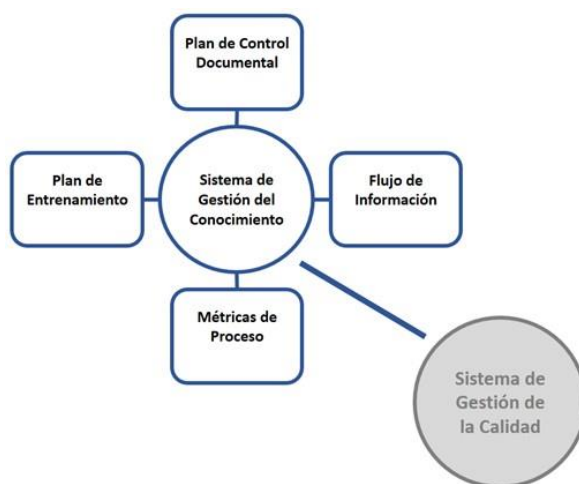 Plan de Control
Documental
Plan de
Entrenamiento
Sistema de
Gestión del
Conocimiento
Flujo de
Información
Métricas de
Proceso
Sistema de
Gestión de
la Calidad